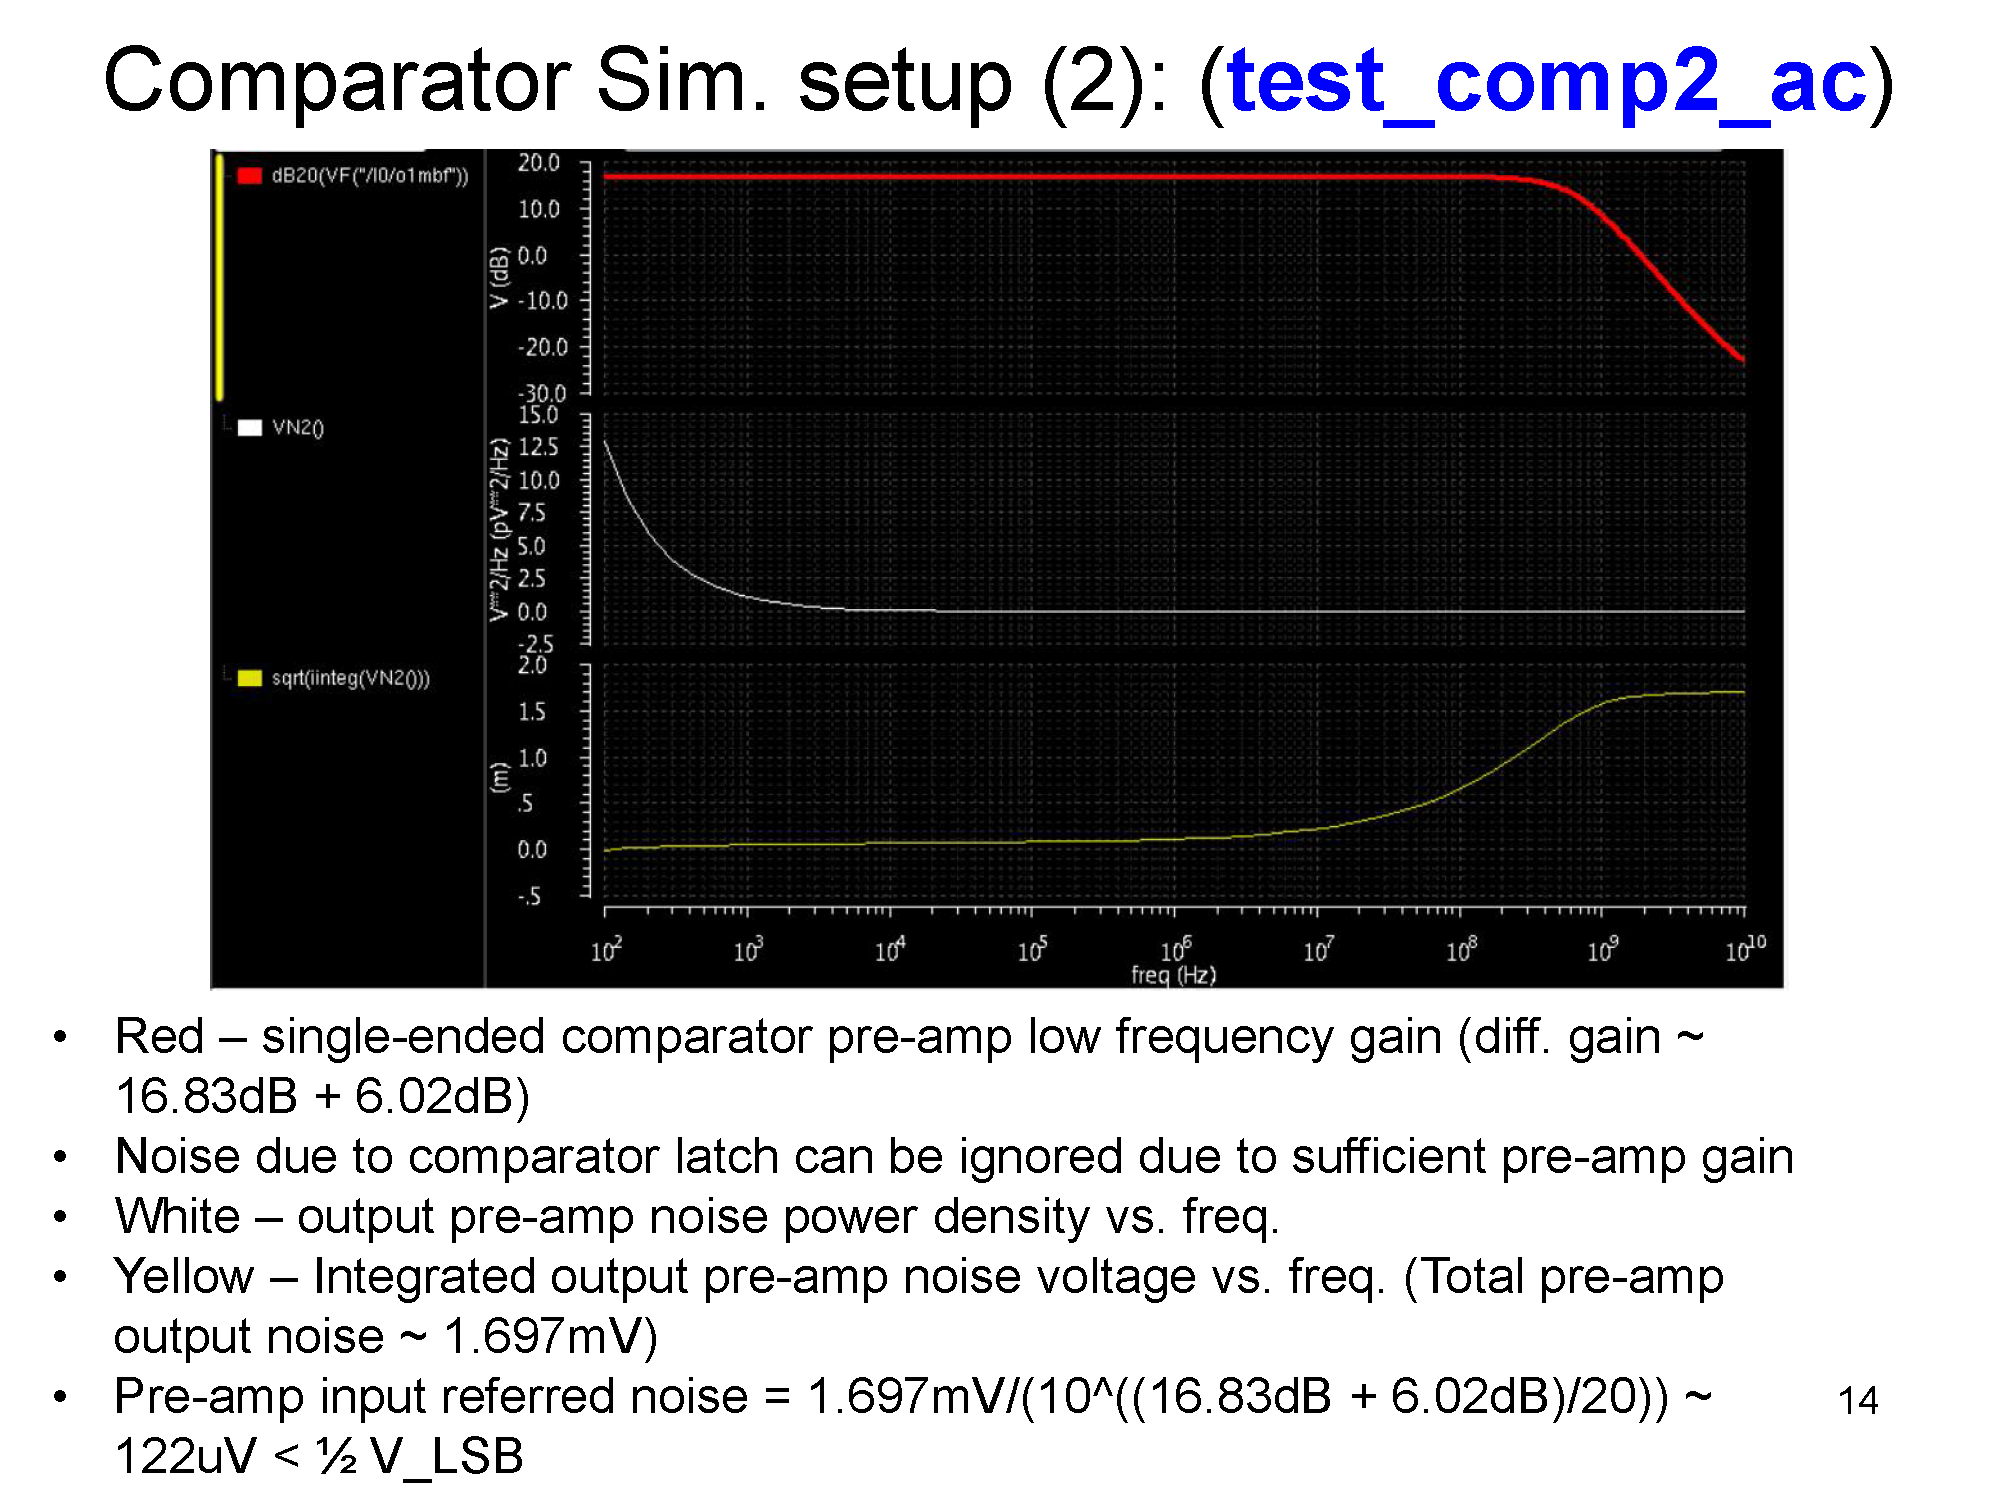 Comparator Sim. setup (2): (test_comp2_ac)
dB20(VF("/I0/o1mbf"))
V (dB)
20.0
10.0
0.0
-10.0
-20.0
-30.0
VN2()
V**2/Hz (pV**2/Hz)
15.0
12.5
10.0
7.5
5.0
2.5
0.0
-2.5
sqrt(iinteg(VN2()))
(m)
2.0
1.5
1.0
.5
0.0
-.5
10^2 10^3 10^4 10^5 10^6 10^7 10^8 10^9 10^10
freq (Hz)
• Red – single-ended comparator pre-amp low frequency gain (diff. gain ~
16.83dB + 6.02dB)
• Noise due to comparator latch can be ignored due to sufficient pre-amp gain
• White – output pre-amp noise power density vs. freq.
• Yellow – Integrated output pre-amp noise voltage vs. freq. (Total pre-amp
output noise ~ 1.697mV)
• Pre-amp input referred noise = 1.697mV/(10^((16.83dB + 6.02dB)/20)) ~
122uV < ½ V_LSB
14